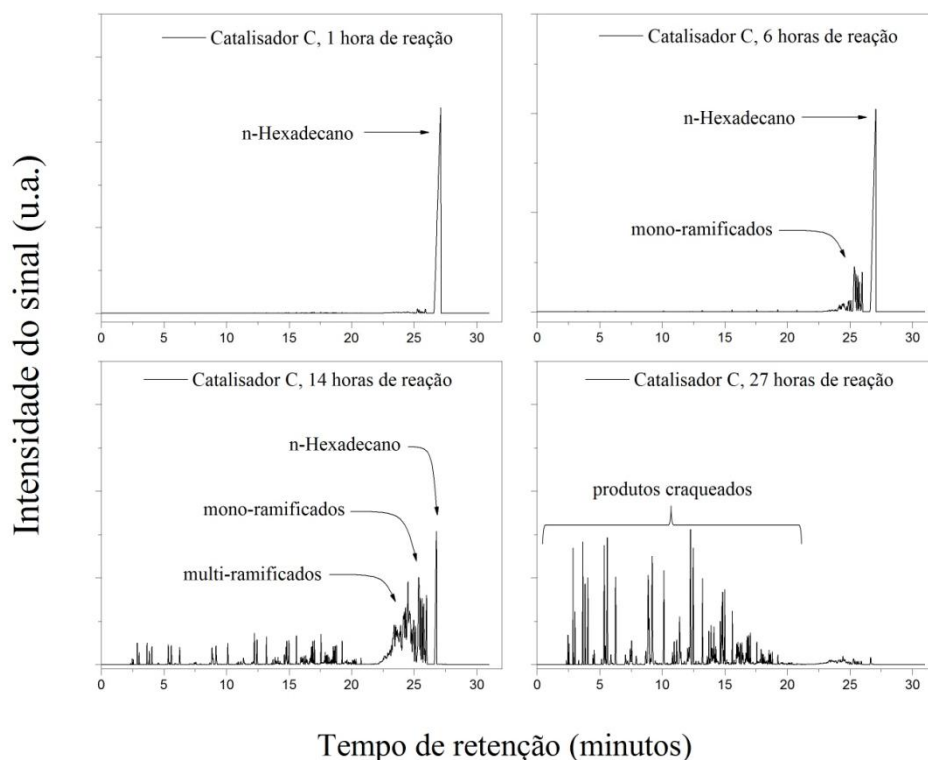 Intensidade do sinal (u.a.)
Catalisador C, 1 hora de reação
n-Hexadecano
0 5 10 15 20 25 30
Catalisador C, 6 horas de reação
n-Hexadecano
mono-ramificados
0 5 10 15 20 25 30
Catalisador C, 14 horas de reação
n-Hexadecano
mono-ramificados
multi-ramificados
0 5 10 15 20 25 30
Catalisador C, 27 horas de reação
produtos craqueados
0 5 10 15 20 25 30
Tempo de retenção (minutos)